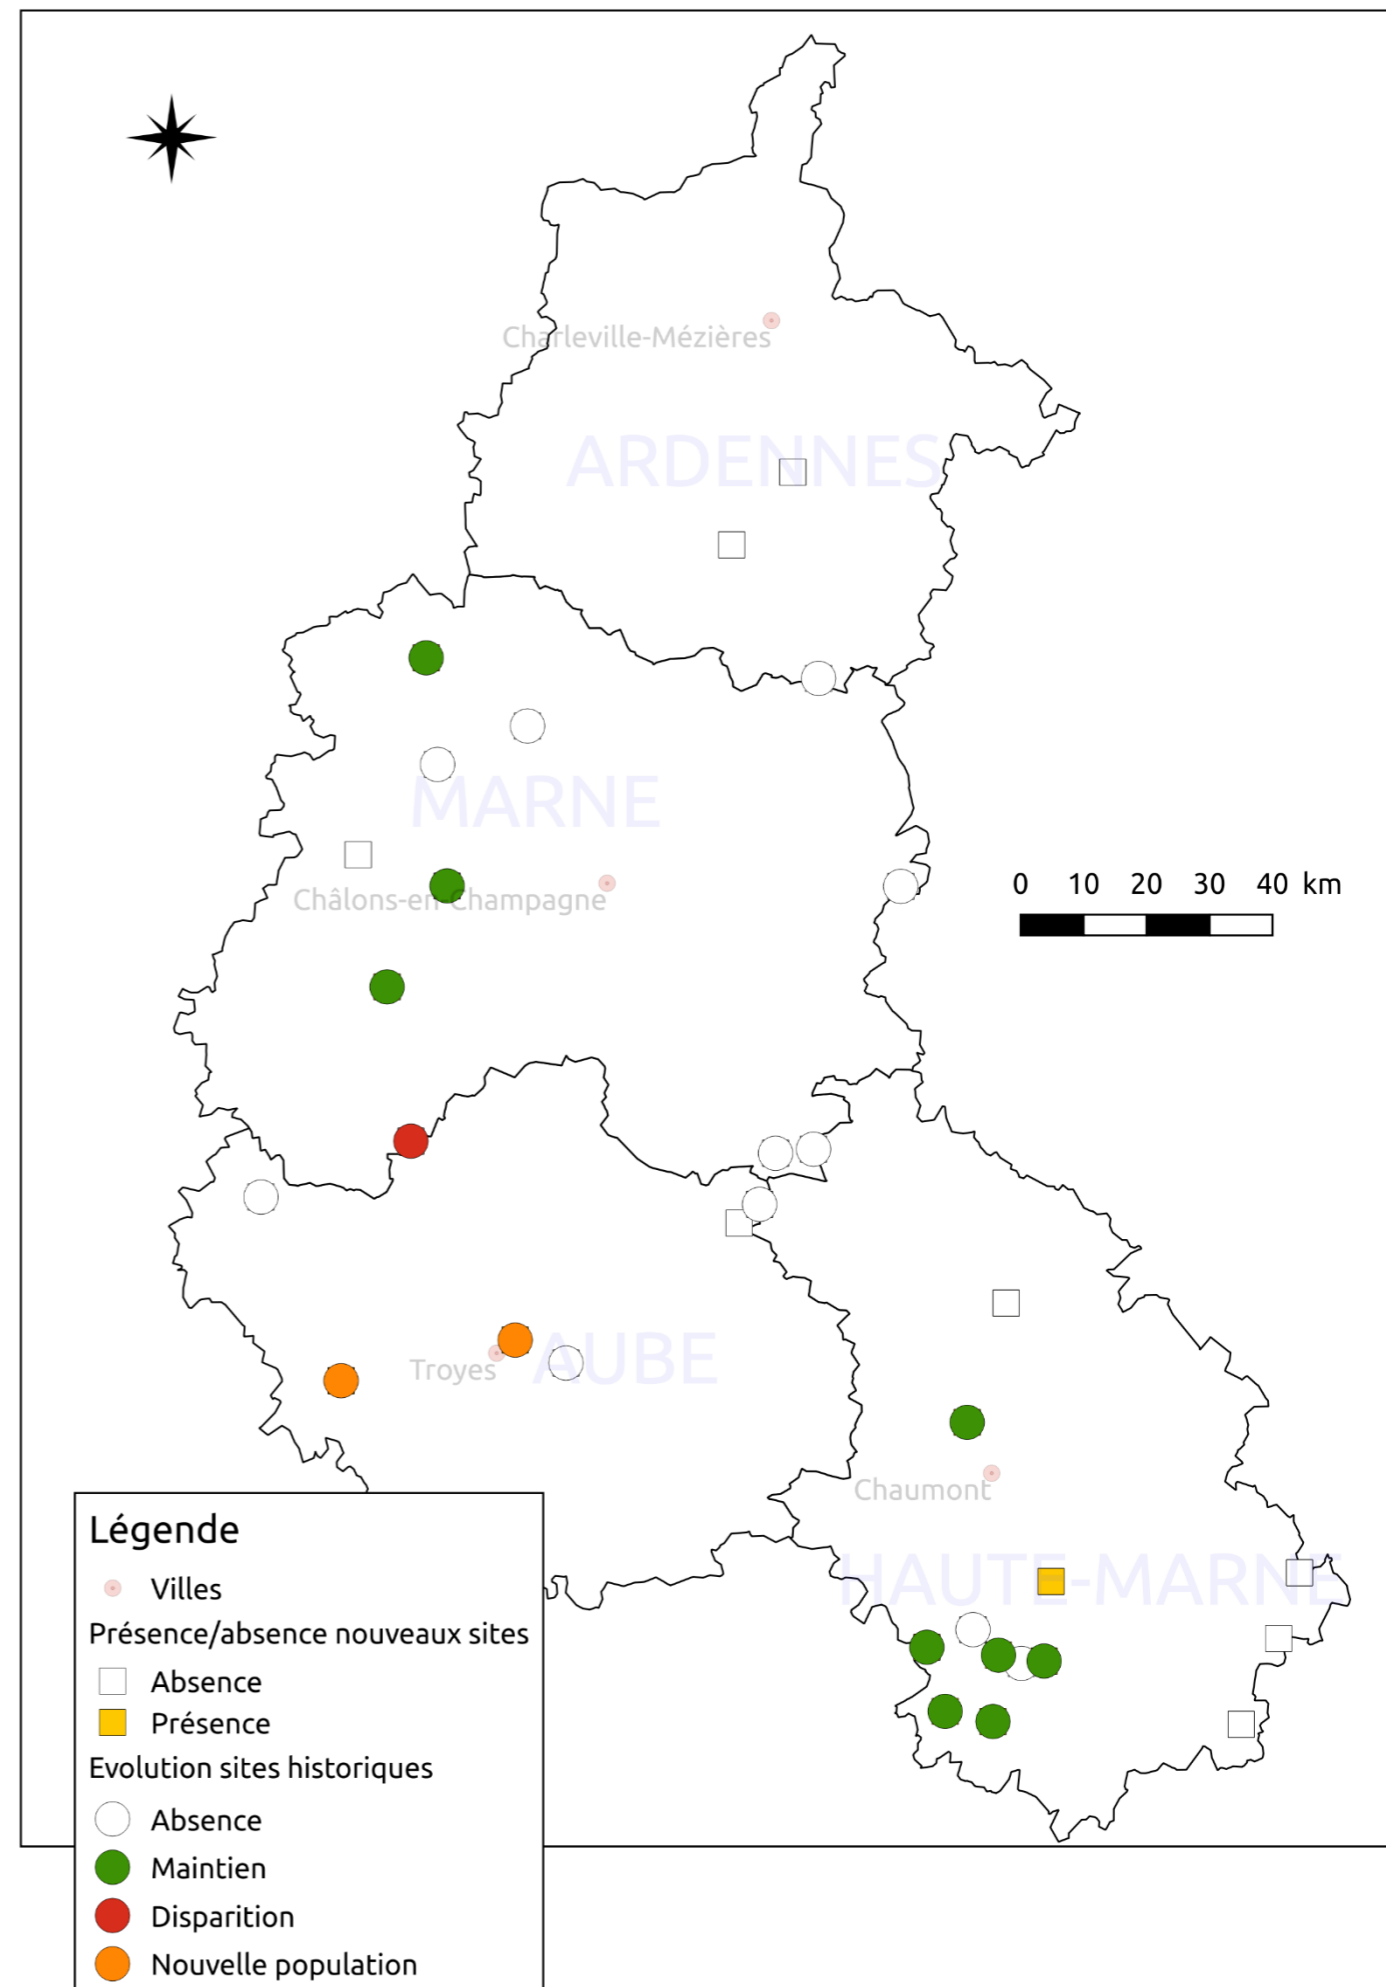 Charleville-Mézières
ARDENNES
MARNE
Châlons-en-Champagne
0 10 20 30 40 km
Troyes
AUBE
Chaumont
HAUTE-MARNE
Légende
Villes
Présence/absence nouveaux sites
Absence
Présence
Evolution sites historiques
Absence
Maintien
Disparition
Nouvelle population